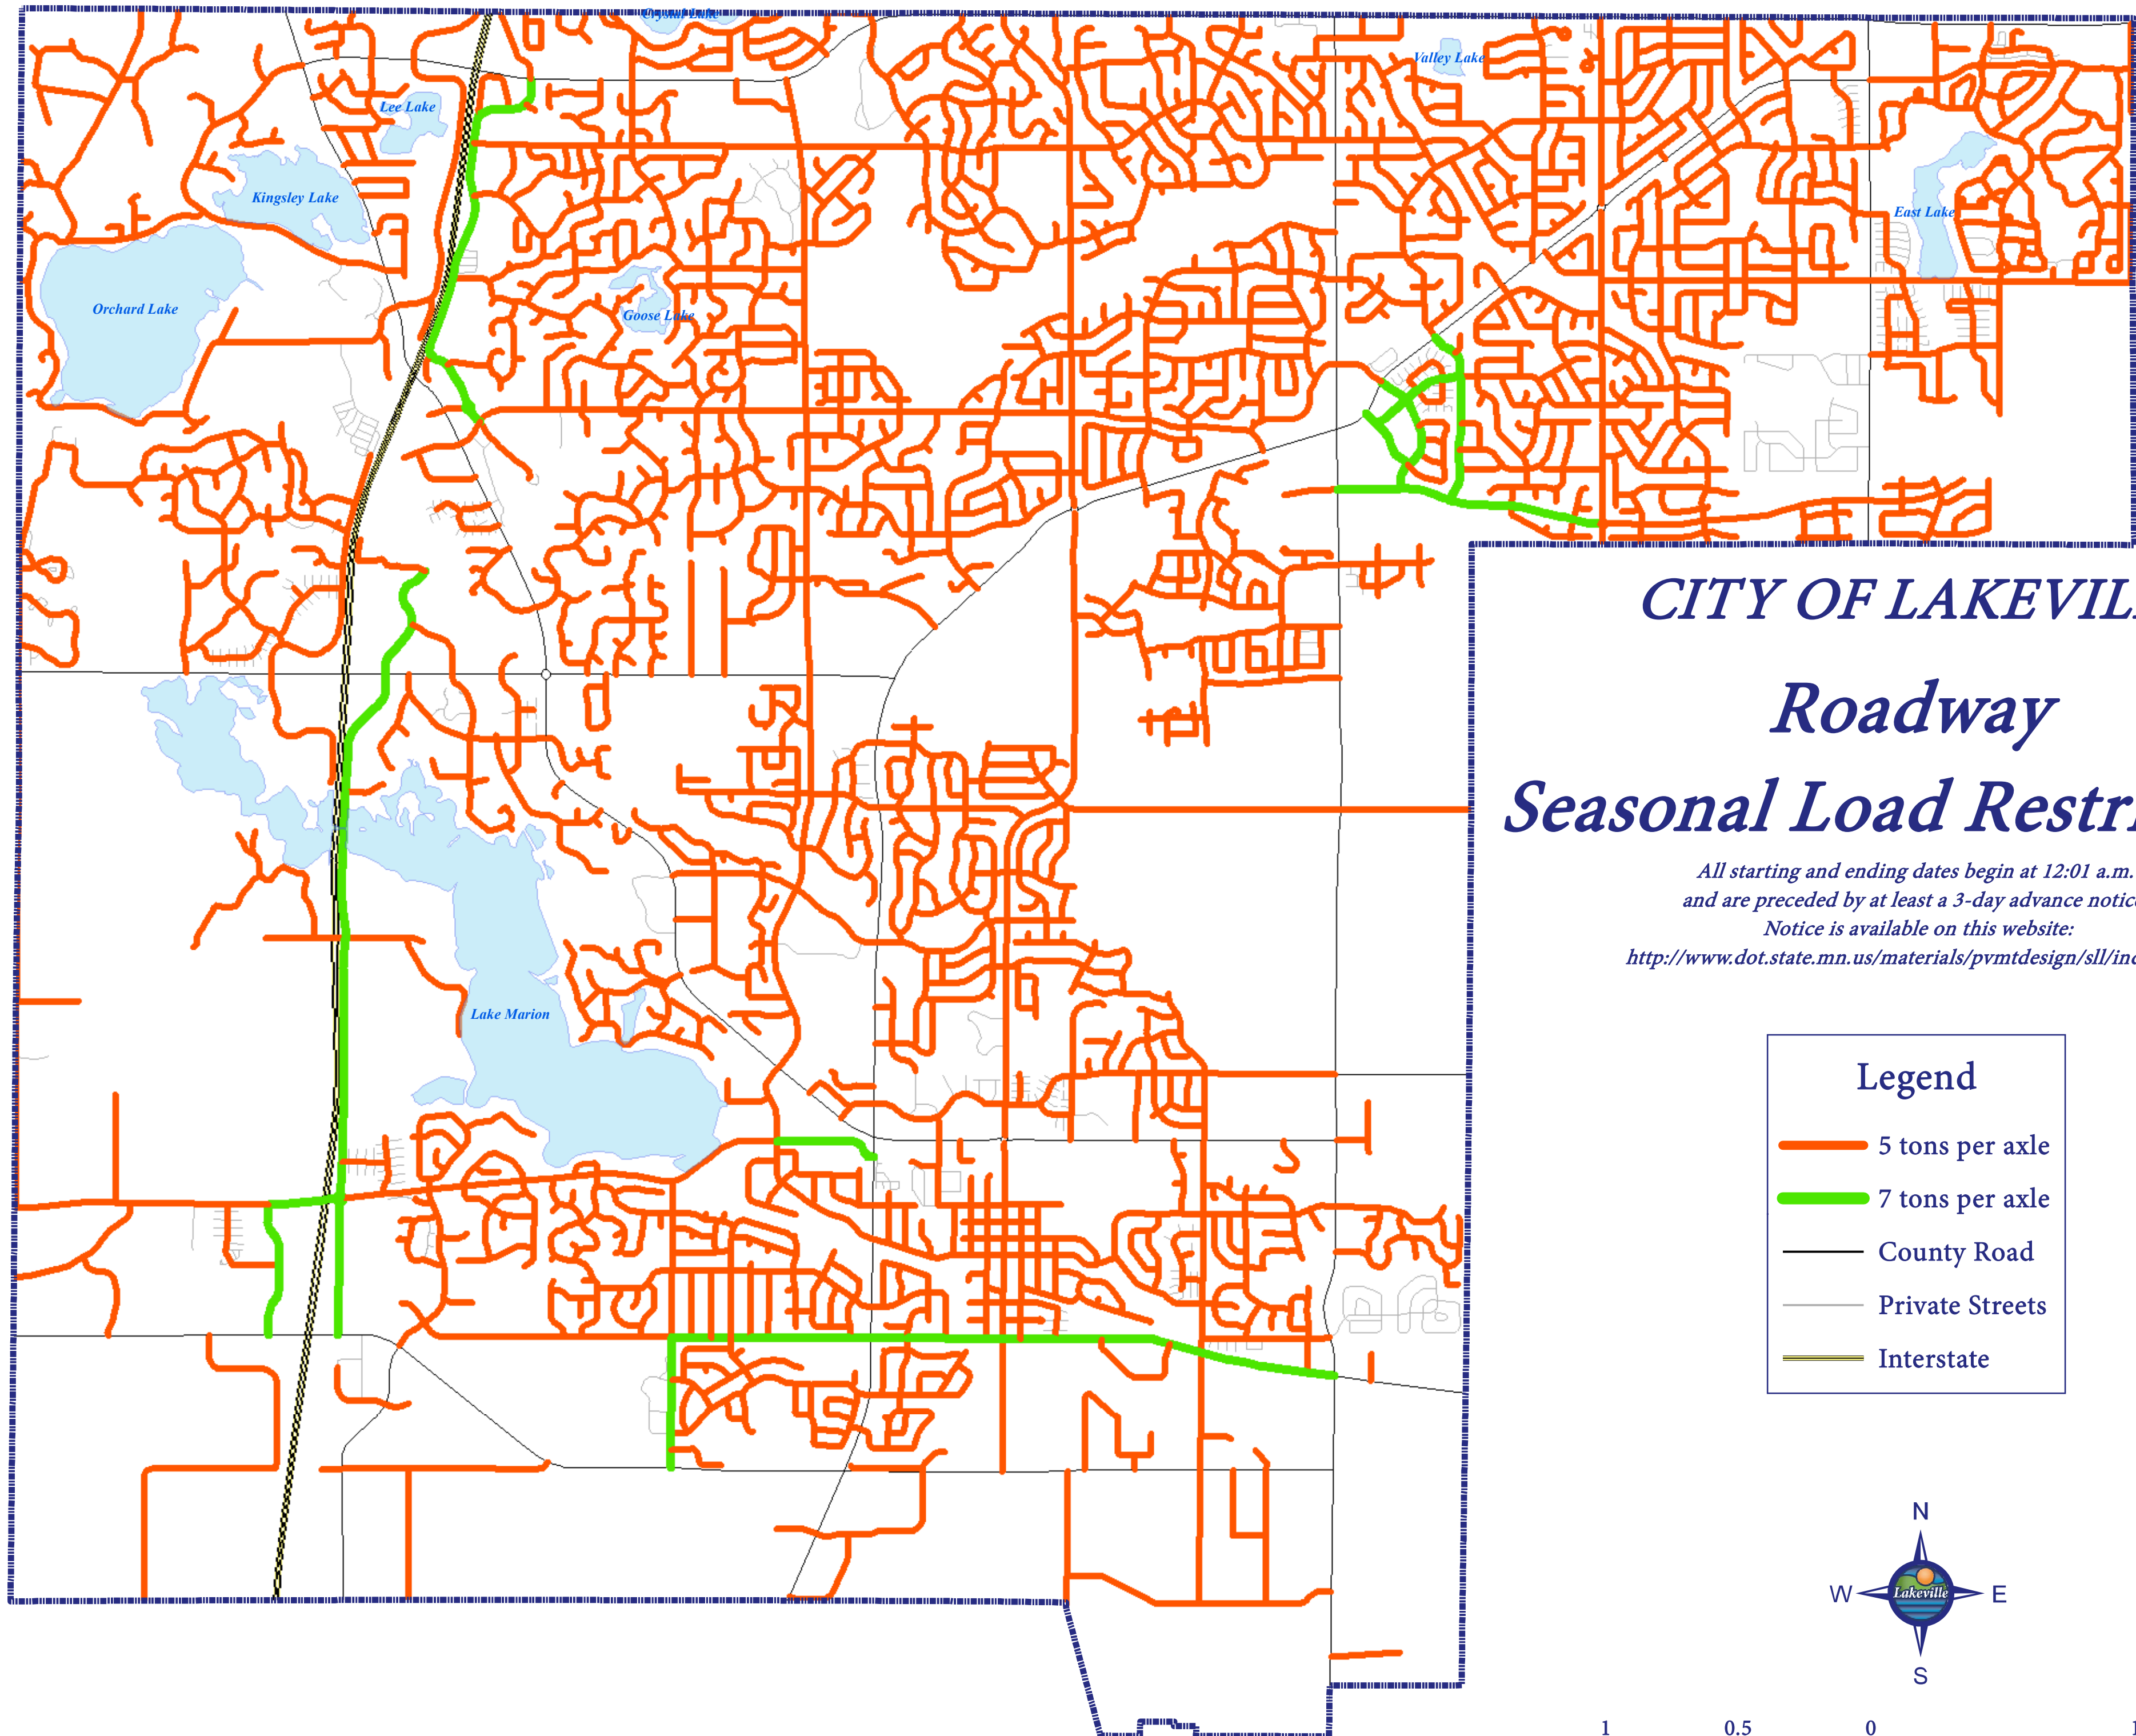 Crystal Lake
Valley Lake
Lee Lake
Kingsley Lake
East Lake
Orchard Lake
Goose Lake
Lake Marion
CITY OF LAKEVIL
Roadway
Seasonal Load Restr
All starting and ending dates begin at 12:01 a.m.
and are preceded by at least a 3-day advance notic
Notice is available on this website:
http://www.dot.state.mn.us/materials/pvmtdesign/sll/in
Legend
5 tons per axle
7 tons per axle
County Road
Private Streets
Interstate
N
W
Lakeville
E
S
1 0.5 0 1